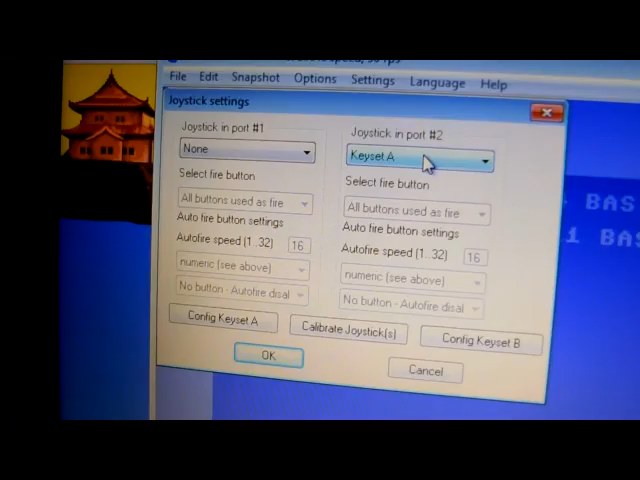 File Edit Snapshot Options Settings Language Help
Joystick settings
Joystick in port #1
None
Select fire button
All buttons used as fire
Auto fire button settings
Autofire speed (1..32) 16
numeric (see above)
No button - Autofire disal
Joystick in port #2
Keyset A
Select fire button
All buttons used as fire
Auto fire button settings
Autofire speed (1..32) 16
numeric (see above)
No button - Autofire disal
Config Keyset A
Calibrate Joystick(s)
Config Keyset B
OK
Cancel
BAS
BAS